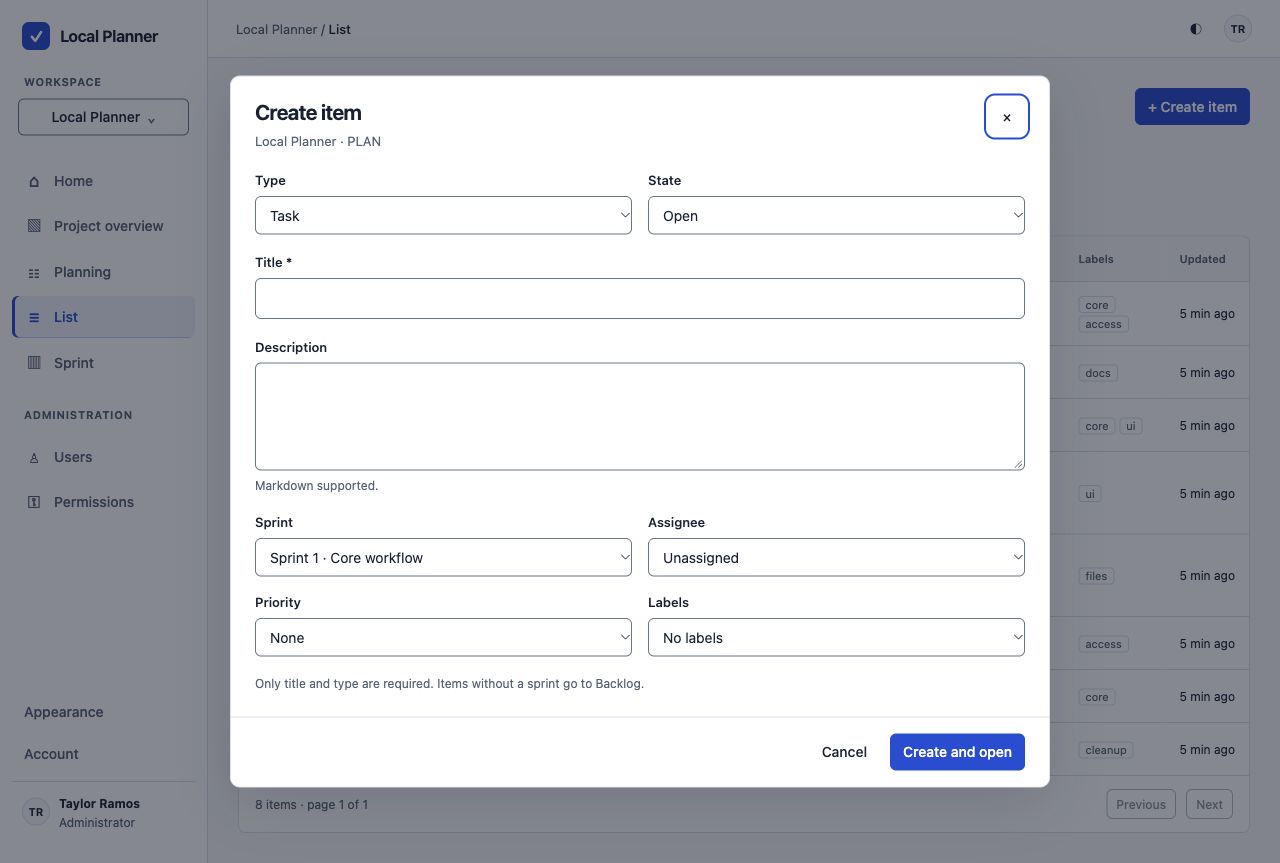 Local Planner
WORKSPACE
Local Planner
Home
Project overview
Planning
List
Sprint
ADMINISTRATION
Users
Permissions
Appearance
Account
TR
Taylor Ramos
Administrator
Local Planner / List
TR
+ Create item
Create item
×
Local Planner · PLAN
Type
State
Task
Open
Title *
Description
Markdown supported.
Sprint
Assignee
Sprint 1 · Core workflow
Unassigned
Priority
Labels
None
No labels
Only title and type are required. Items without a sprint go to Backlog.
Cancel
Create and open
Labels
Updated
core
access
5 min ago
docs
5 min ago
core
ui
5 min ago
ui
5 min ago
files
5 min ago
access
5 min ago
core
5 min ago
cleanup
5 min ago
8 items · page 1 of 1
Previous
Next